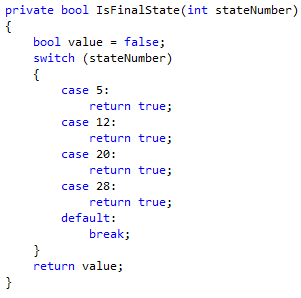 private bool IsFinalState(int stateNumber)
{
    bool value = false;
    switch (stateNumber)
    {
        case 5:
            return true;
        case 12:
            return true;
        case 20:
            return true;
        case 28:
            return true;
        default:
            break;
    }
    return value;
}